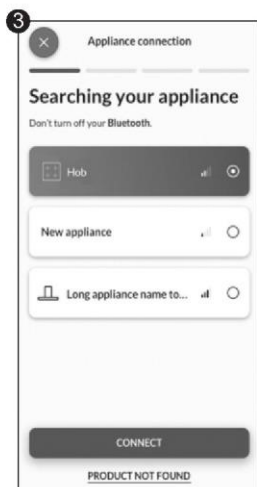 3
Appliance connection
Searching your appliance
Don't turn off your Bluetooth.
Hob
New appliance
Long appliance name to...
CONNECT
PRODUCT NOT FOUND